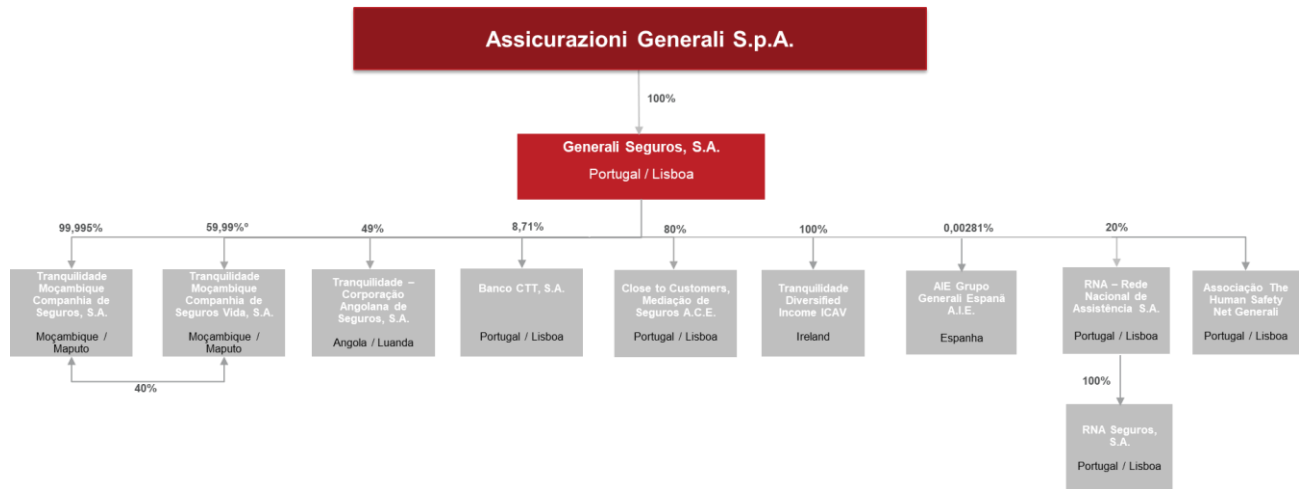 Assicurazioni Generali S.p.A.
100%
Generali Seguros, S.A.
Portugal / Lisboa
99,995%
59,99%°
49%
8,71%
80%
100%
0,00281%
20%
Tranquilidade
Moçambique
Companhia de
Seguros, S.A.
Moçambique /
Maputo
Tranquilidade
Moçambique
Companhia de
Seguros Vida, S.A.
Moçambique /
Maputo
Tranquilidade –
Corporação
Angolana de
Seguros, S.A.
Angola / Luanda
Banco CTT, S.A.
Portugal / Lisboa
Close to Customers,
Mediação de
Seguros A.C.E.
Portugal / Lisboa
Tranquilidade
Diversified
Income ICAV
Ireland
AIE Grupo
Generali Espanã
A.I.E.
Espanha
RNA – Rede
Nacional de
Assistência S.A.
Portugal / Lisboa
Associação The
Human Safety
Net Generali
Portugal / Lisboa
40%
100%
RNA Seguros,
S.A.
Portugal / Lisboa